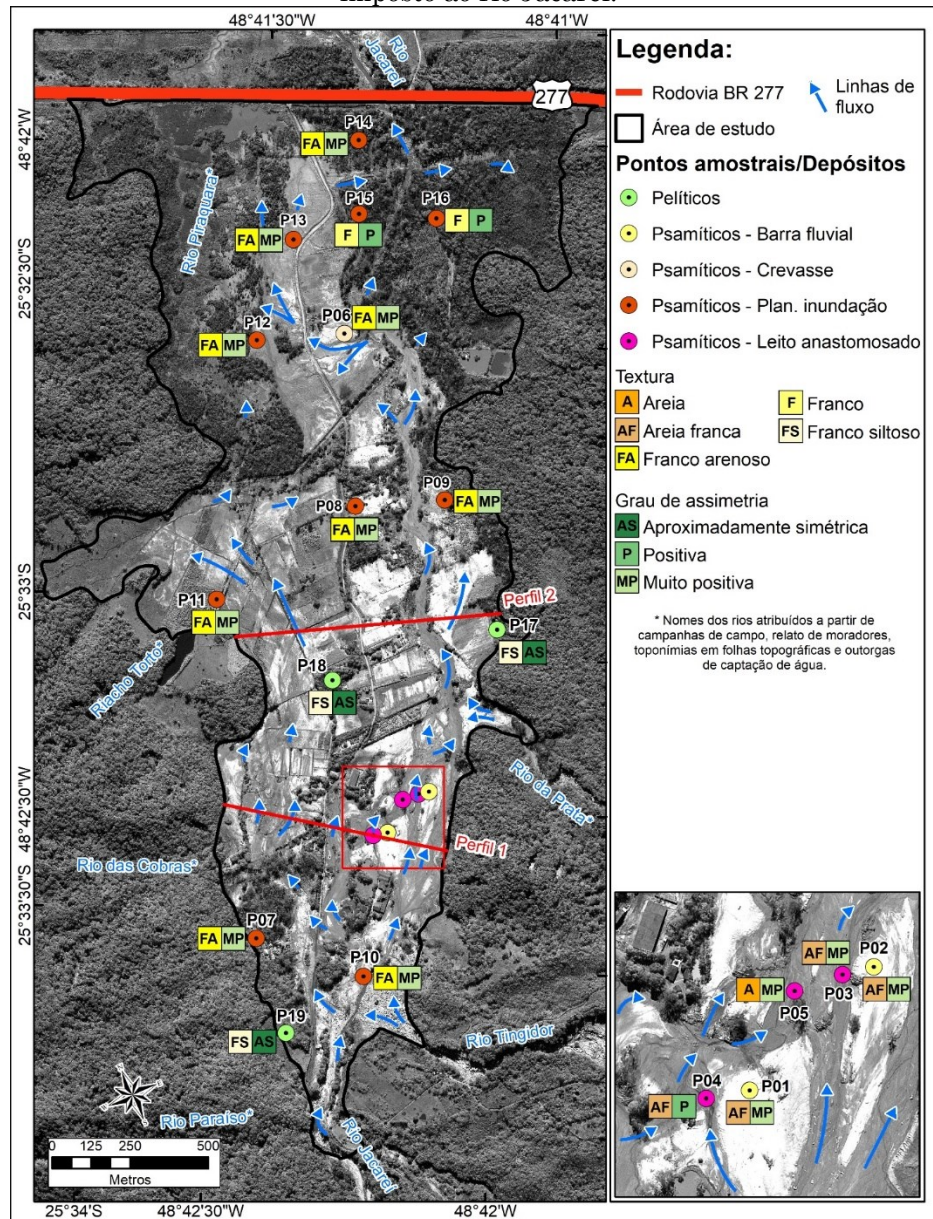 imposto ao Rio Jacareí.
48°41'30"W
48°41'W
Rio Jacareí
277
Legenda:
Rodovia BR 277
Linhas de fluxo
Área de estudo
Pontos amostrais/Depósitos
Pelíticos
Psamíticos - Barra fluvial
Psamíticos - Crevasse
Psamíticos - Plan. inundação
Psamíticos - Leito anastomosado
Textura
A Areia
F Franco
AF Areia franca
FS Franco siltoso
FA Franco arenoso
Grau de assimetria
AS Aproximadamente simétrica
P Positiva
MP Muito positiva
* Nomes dos rios atribuídos a partir de
campanhas de campo, relato de moradores,
toponímias em folhas topográficas e outorgas
de captação de água.
48°42'W
P14
FA MP
Rio Piraquara*
P15
F P
P16
F P
P13
FA MP
25°32'30"S
P06
FA MP
P12
FA MP
P09
FA MP
P08
FA MP
25°33'S
P11
FA MP
Perfil 2
P17
FS AS
Riacho Torto*
P18
FS AS
Rio da Prata*
48°42'30"W
Perfil 1
Rio das Cobras*
25°33'30"S
P07
FA MP
P10
FA MP
P19
FS AS
Rio Tingidor
Rio Paraíso*
Rio Jacareí
0 125 250 500
Metros
25°34'S
48°42'30"W
48°42'W
AF MP
P02
P03
A MP
AF MP
P05
P04
P01
AF P
AF MP